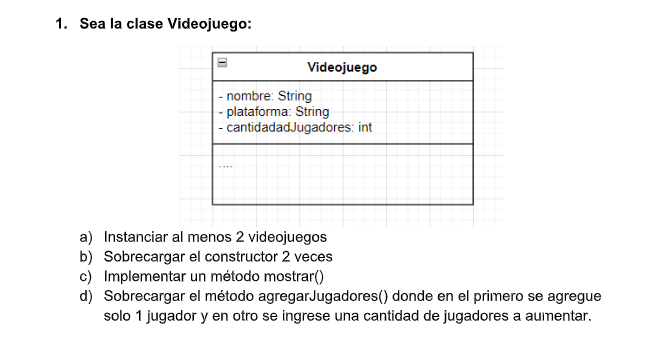 1. Sea la clase Videojuego:
Videojuego
- nombre: String
- plataforma: String
- cantidadadJugadores: int
....
a) Instanciar al menos 2 videojuegos
b) Sobrecargar el constructor 2 veces
c) Implementar un método mostrar()
d) Sobrecargar el método agregarJugadores() donde en el primero se agregue
solo 1 jugador y en otro se ingrese una cantidad de jugadores a aumentar.